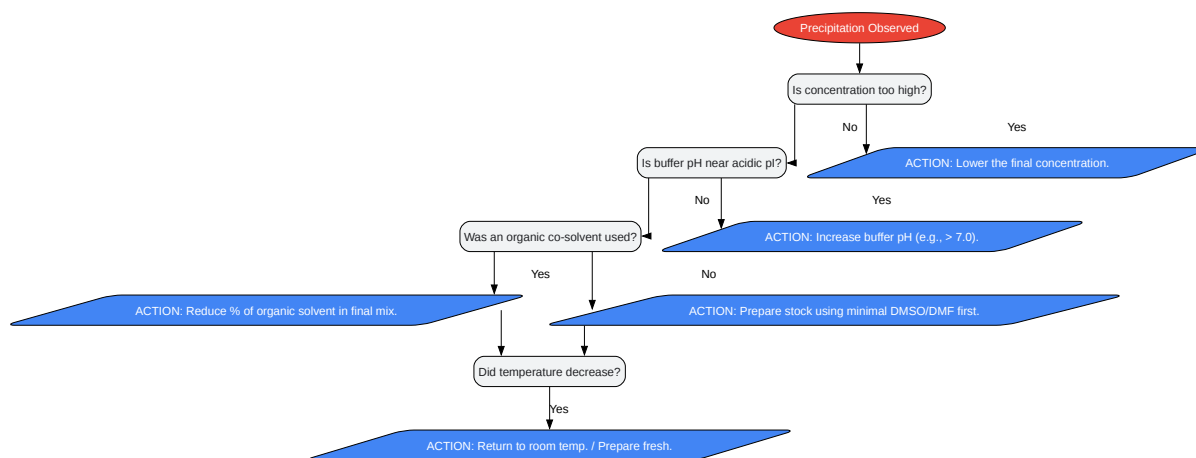 Precipitation Observed
Is concentration too high?
No
Yes
Is buffer pH near acidic pI?
ACTION: Lower the final concentration.
No
Yes
Was an organic co-solvent used?
ACTION: Increase buffer pH (e.g., > 7.0).
Yes
No
ACTION: Reduce % of organic solvent in final mix.
ACTION: Prepare stock using minimal DMSO/DMF first.
Did temperature decrease?
Yes
ACTION: Return to room temp. / Prepare fresh.